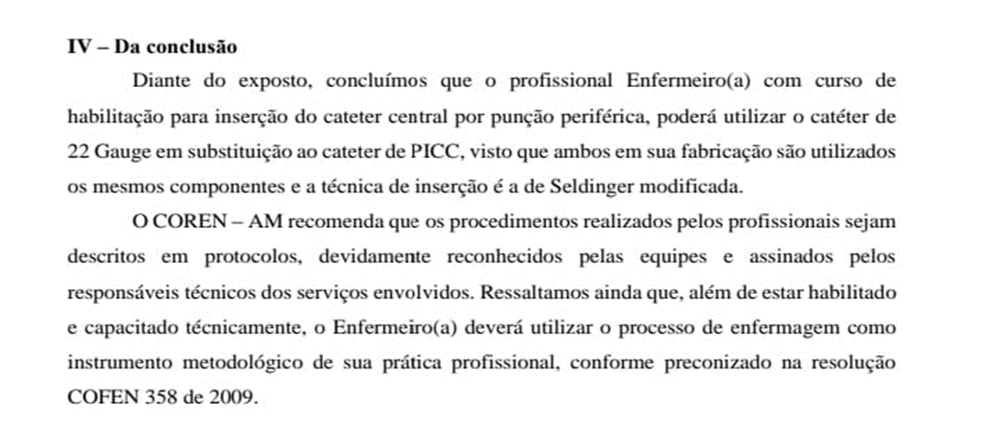 IV – Da conclusão
Diante do exposto, concluímos que o profissional Enfermeiro(a) com curso de
habilitação para inserção do cateter central por punção periférica, poderá utilizar o catéter de
22 Gauge em substituição ao cateter de PICC, visto que ambos em sua fabricação são utilizados
os mesmos componentes e a técnica de inserção é a de Seldinger modificada.
O COREN – AM recomenda que os procedimentos realizados pelos profissionais sejam
descritos em protocolos, devidamente reconhecidos pelas equipes e assinados pelos
responsáveis técnicos dos serviços envolvidos. Ressaltamos ainda que, além de estar habilitado
e capacitado técnicamente, o Enfermeiro(a) deverá utilizar o processo de enfermagem como
instrumento metodológico de sua prática profissional, conforme preconizado na resolução
COFEN 358 de 2009.